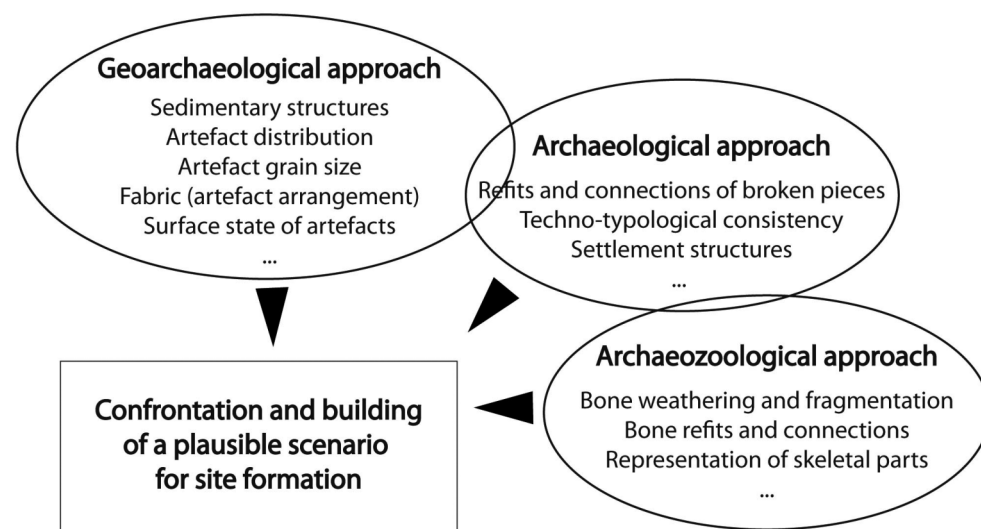 Geoarchaeological approach
Sedimentary structures
Artefact distribution
Artefact grain size
Fabric (artefact arrangement)
Surface state of artefacts
...
Archaeological approach
Refits and connections of broken pieces
Techno-typological consistency
Settlement structures
...
Archaeozoological approach
Bone weathering and fragmentation
Bone refits and connections
Representation of skeletal parts
...
Confrontation and building
of a plausible scenario
for site formation